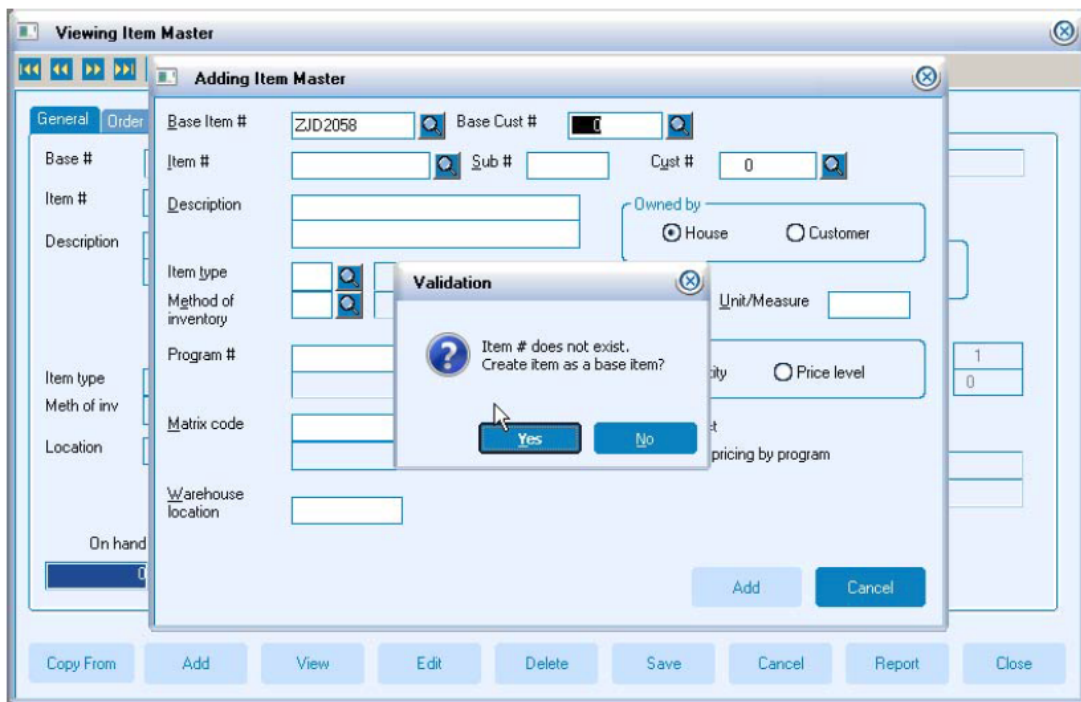 Viewing Item Master
Adding Item Master
General Order
Base #
Item #
Description
Item type
Meth of inv
Location
On hand
0
1
0
Base Item # ZJD2058 Base Cust # 0
Item # Sub # Cust # 0
Description
Owned by
House Customer
Item type
Method of
inventory
Unit/Measure
Program #
ity Price level
Matrix code
t
pricing by program
Warehouse
location
Validation
Item # does not exist.
Create item as a base item?
Yes No
Add Cancel
Copy From Add View Edit Delete Save Cancel Report Close